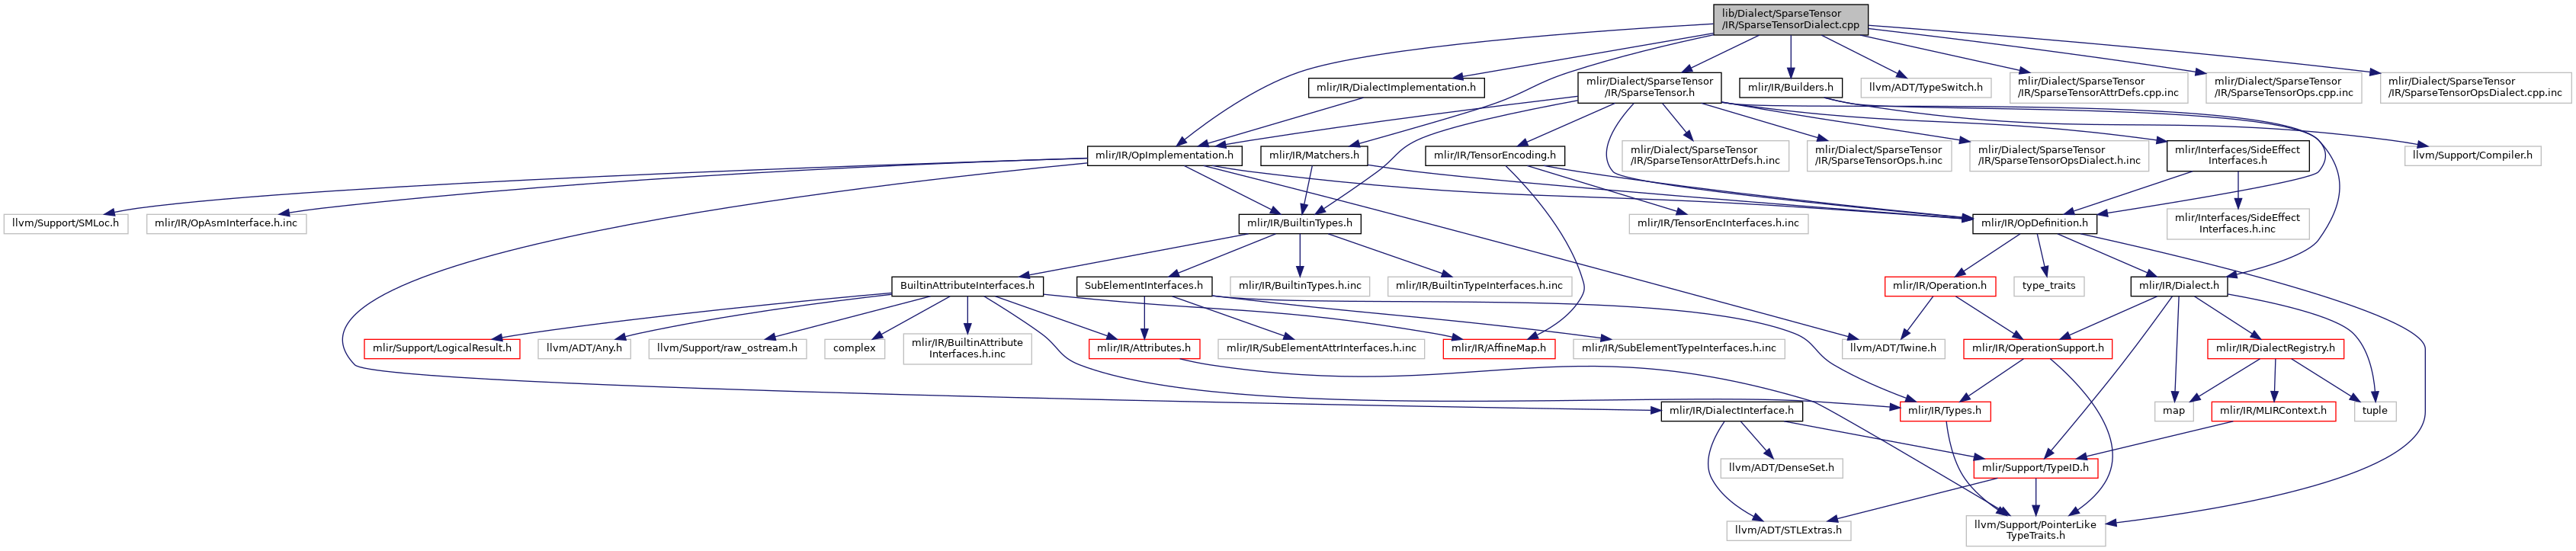 lib/Dialect/SparseTensor
/IR/SparseTensorDialect.cpp
mlir/IR/DialectImplementation.h
mlir/Dialect/SparseTensor
/IR/SparseTensor.h
mlir/IR/Builders.h
llvm/ADT/TypeSwitch.h
mlir/Dialect/SparseTensor
/IR/SparseTensorAttrDefs.cpp.inc
mlir/Dialect/SparseTensor
/IR/SparseTensorOps.cpp.inc
mlir/Dialect/SparseTensor
/IR/SparseTensorOpsDialect.cpp.inc
mlir/IR/OpImplementation.h
mlir/IR/Matchers.h
mlir/IR/TensorEncoding.h
mlir/Dialect/SparseTensor
/IR/SparseTensorAttrDefs.h.inc
mlir/Dialect/SparseTensor
/IR/SparseTensorOps.h.inc
mlir/Dialect/SparseTensor
/IR/SparseTensorOpsDialect.h.inc
mlir/Interfaces/SideEffect
Interfaces.h
llvm/Support/Compiler.h
llvm/Support/SMLoc.h
mlir/IR/OpAsmInterface.h.inc
mlir/IR/BuiltinTypes.h
mlir/IR/TensorEncInterfaces.h.inc
mlir/IR/OpDefinition.h
mlir/Interfaces/SideEffect
Interfaces.h.inc
BuiltinAttributeInterfaces.h
SubElementInterfaces.h
mlir/IR/BuiltinTypes.h.inc
mlir/IR/BuiltinTypeInterfaces.h.inc
mlir/IR/Operation.h
type_traits
mlir/IR/Dialect.h
mlir/Support/LogicalResult.h
llvm/ADT/Any.h
llvm/Support/raw_ostream.h
complex
mlir/IR/BuiltinAttribute
Interfaces.h.inc
mlir/IR/Attributes.h
mlir/IR/SubElementAttrInterfaces.h.inc
mlir/IR/AffineMap.h
mlir/IR/SubElementTypeInterfaces.h.inc
llvm/ADT/Twine.h
mlir/IR/OperationSupport.h
mlir/IR/DialectRegistry.h
mlir/IR/DialectInterface.h
mlir/IR/Types.h
map
mlir/IR/MLIRContext.h
tuple
llvm/ADT/DenseSet.h
mlir/Support/TypeID.h
llvm/ADT/STLExtras.h
llvm/Support/PointerLike
TypeTraits.h